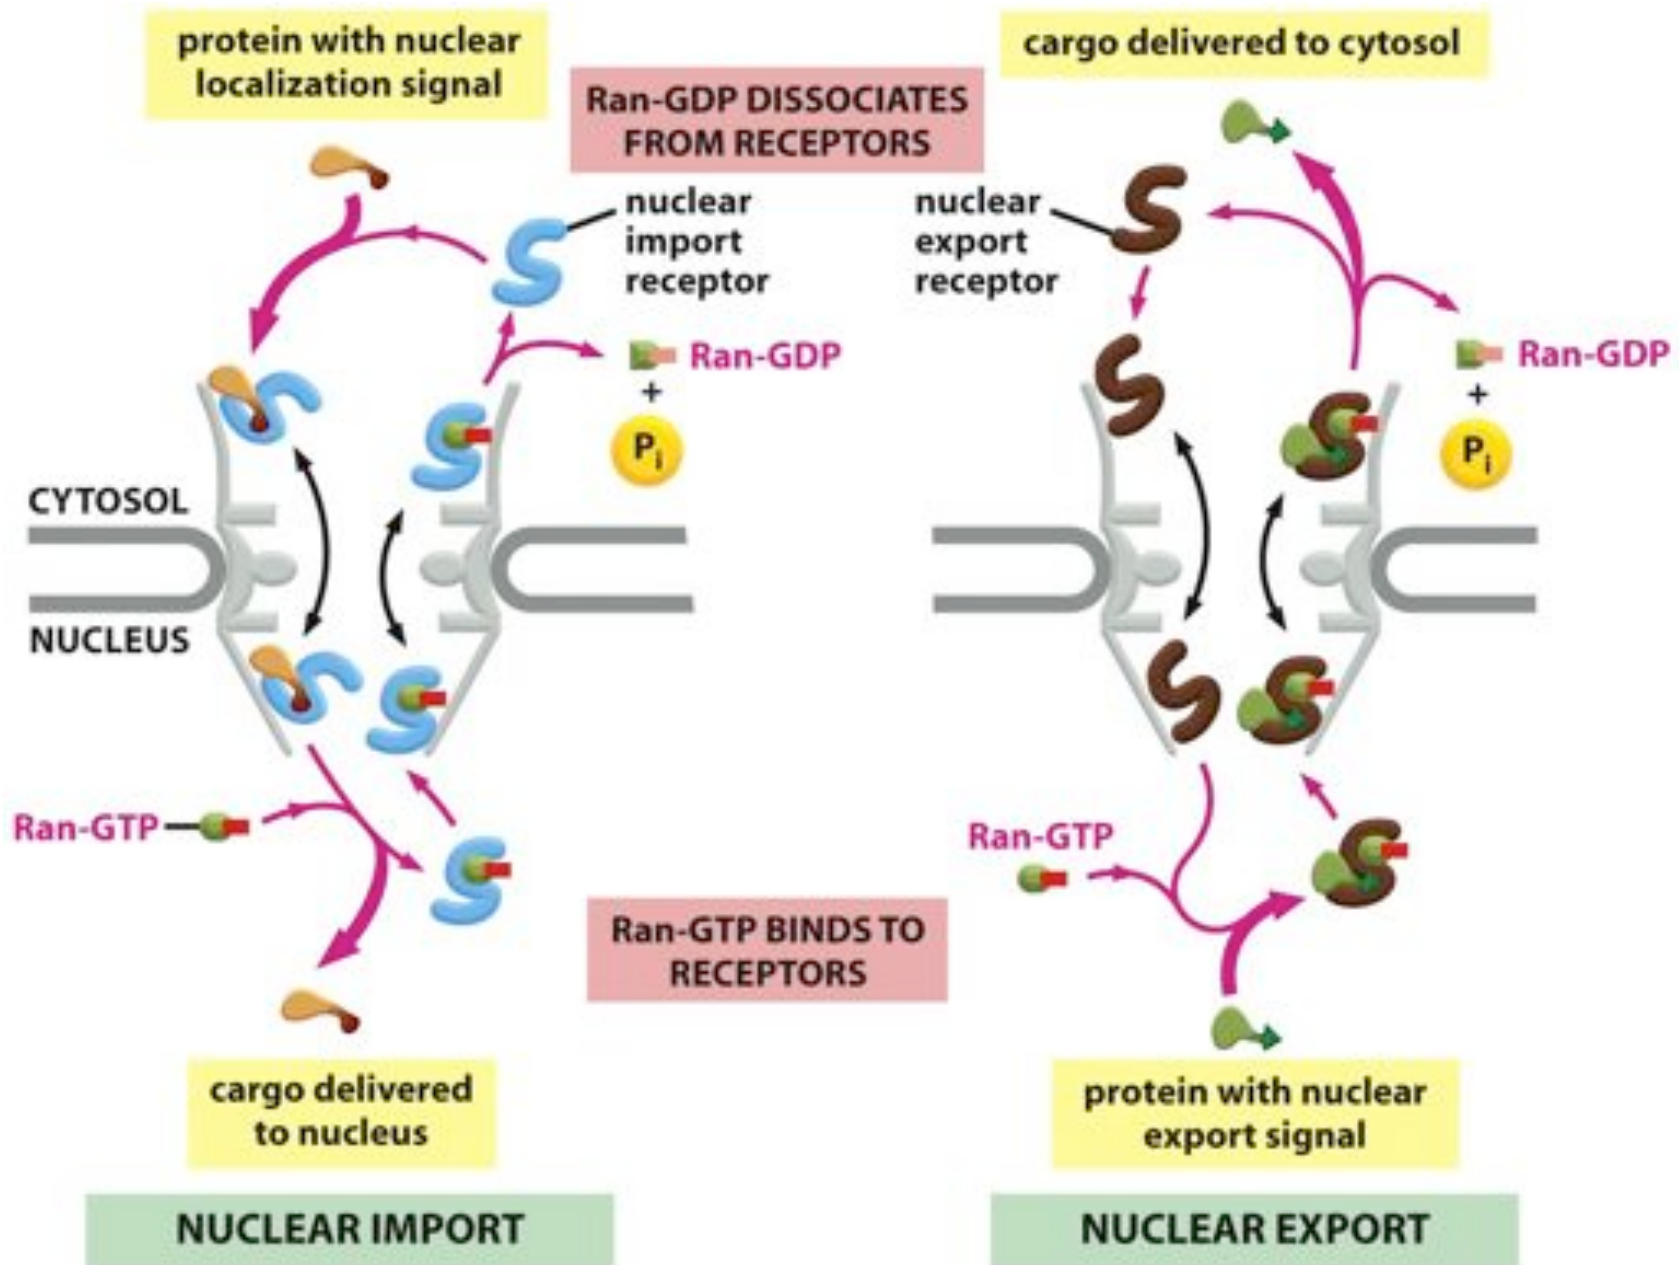 protein with nuclear
localization signal
Ran-GDP DISSOCIATES
FROM RECEPTORS
nuclear
import
receptor
Ran-GDP
+
Pi
CYTOSOL
NUCLEUS
Ran-GTP
Ran-GTP BINDS TO
RECEPTORS
cargo delivered
to nucleus
NUCLEAR IMPORT
cargo delivered to cytosol
nuclear
export
receptor
Ran-GDP
+
Pi
Ran-GTP
protein with nuclear
export signal
NUCLEAR EXPORT